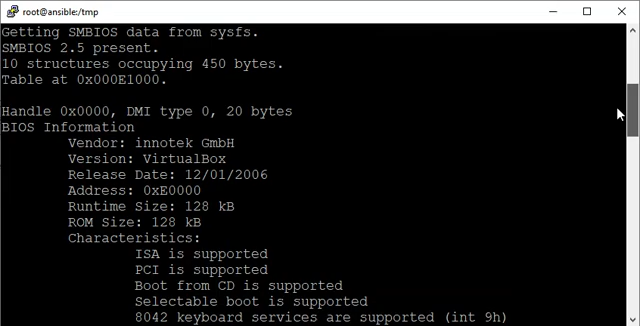 root@ansible:/tmp
Getting SMBIOS data from sysfs.
SMBIOS 2.5 present.
10 structures occupying 450 bytes.
Table at 0x000E1000.
Handle 0x0000, DMI type 0, 20 bytes
BIOS Information
Vendor: innotek GmbH
Version: VirtualBox
Release Date: 12/01/2006
Address: 0xE0000
Runtime Size: 128 kB
ROM Size: 128 kB
Characteristics:
ISA is supported
PCI is supported
Boot from CD is supported
Selectable boot is supported
8042 keyboard services are supported (int 9h)